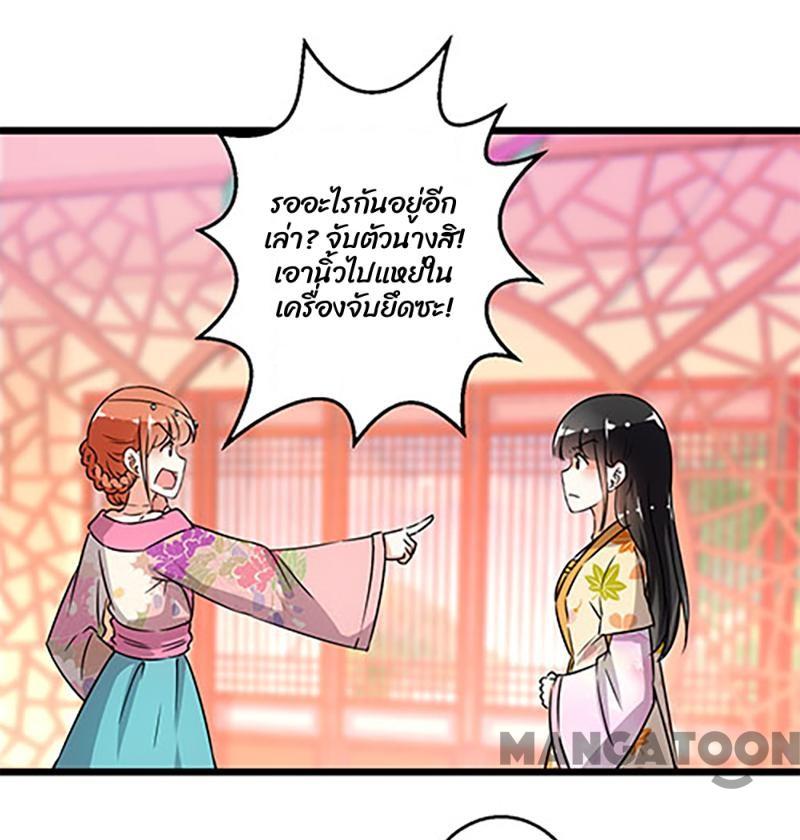 รออะไรกันอยู่อีก
เล่า? จับตัวนางสิ!
เอานิ้วไปแหย่ใน
เครื่องจับยึดซะ!
MANGATOON